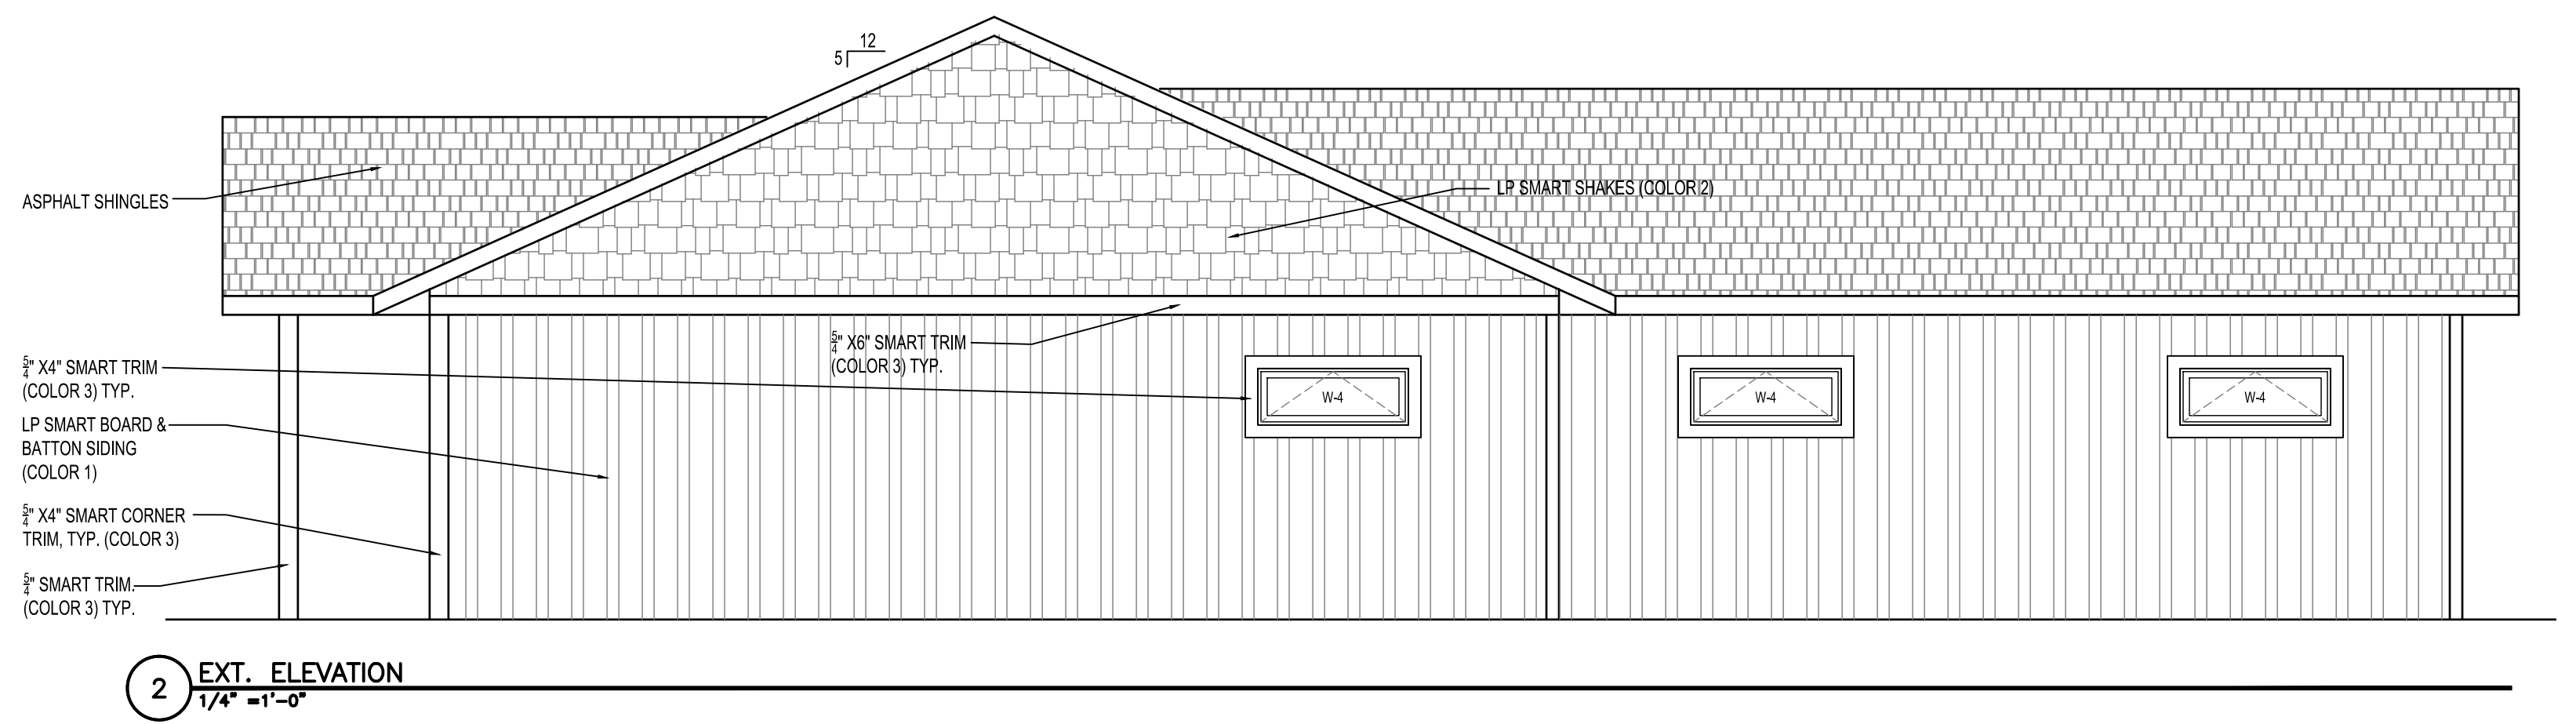 12
5
ASPHALT SHINGLES
LP SMART SHAKES (COLOR 2)
5/4" X6" SMART TRIM
(COLOR 3) TYP.
5/4" X4" SMART TRIM
(COLOR 3) TYP.
LP SMART BOARD &
BATTON SIDING
(COLOR 1)
5/4" X4" SMART CORNER
TRIM, TYP. (COLOR 3)
5/4" SMART TRIM.
(COLOR 3) TYP.
W-4
W-4
W-4
2
EXT. ELEVATION
1/4" =1'-0"